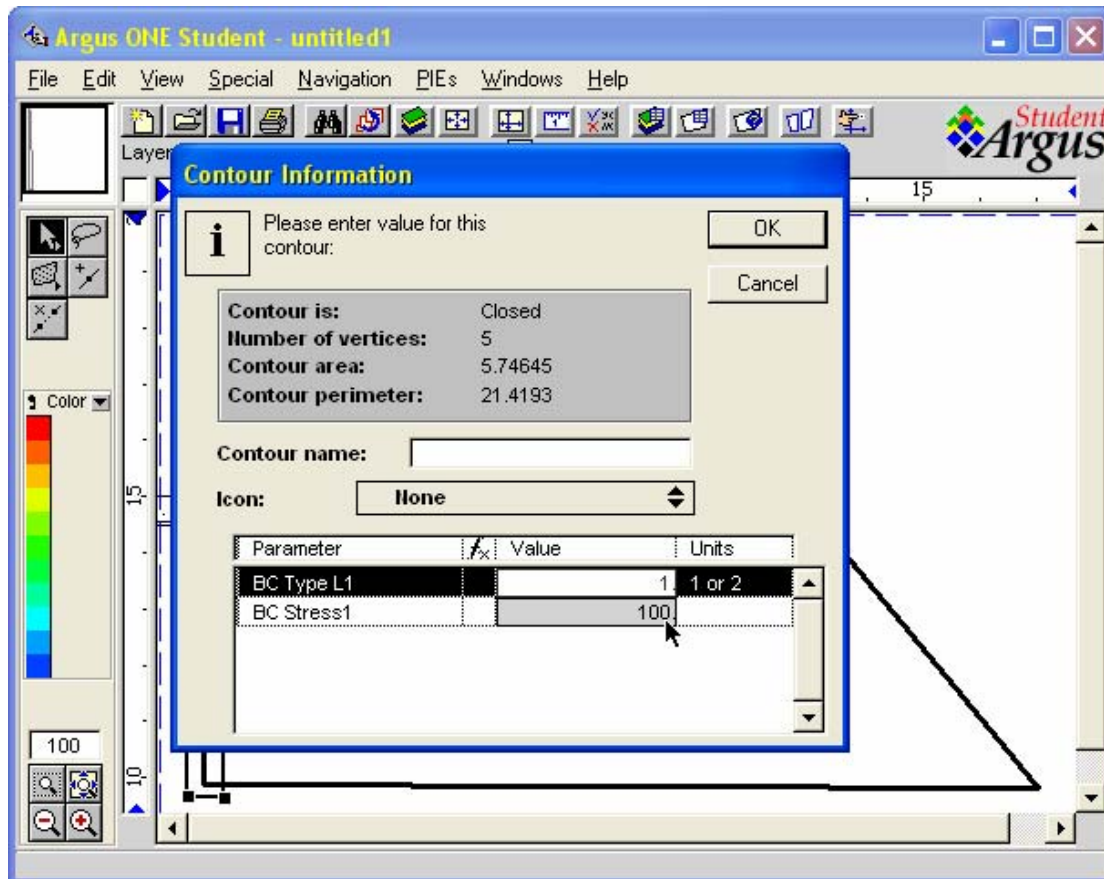 Argus ONE Student - untitled1
File Edit View Special Navigation PIEs Windows Help
Student
Argus
Layer
15
Contour Information
i
Please enter value for this
contour:
OK
Cancel
Contour is: Closed
Number of vertices: 5
Contour area: 5.74645
Contour perimeter: 21.4193
Color
Contour name:
Icon: None
15
Parameter fx Value Units
BC Type L1 1 1 or 2
BC Stress1 100
100
10